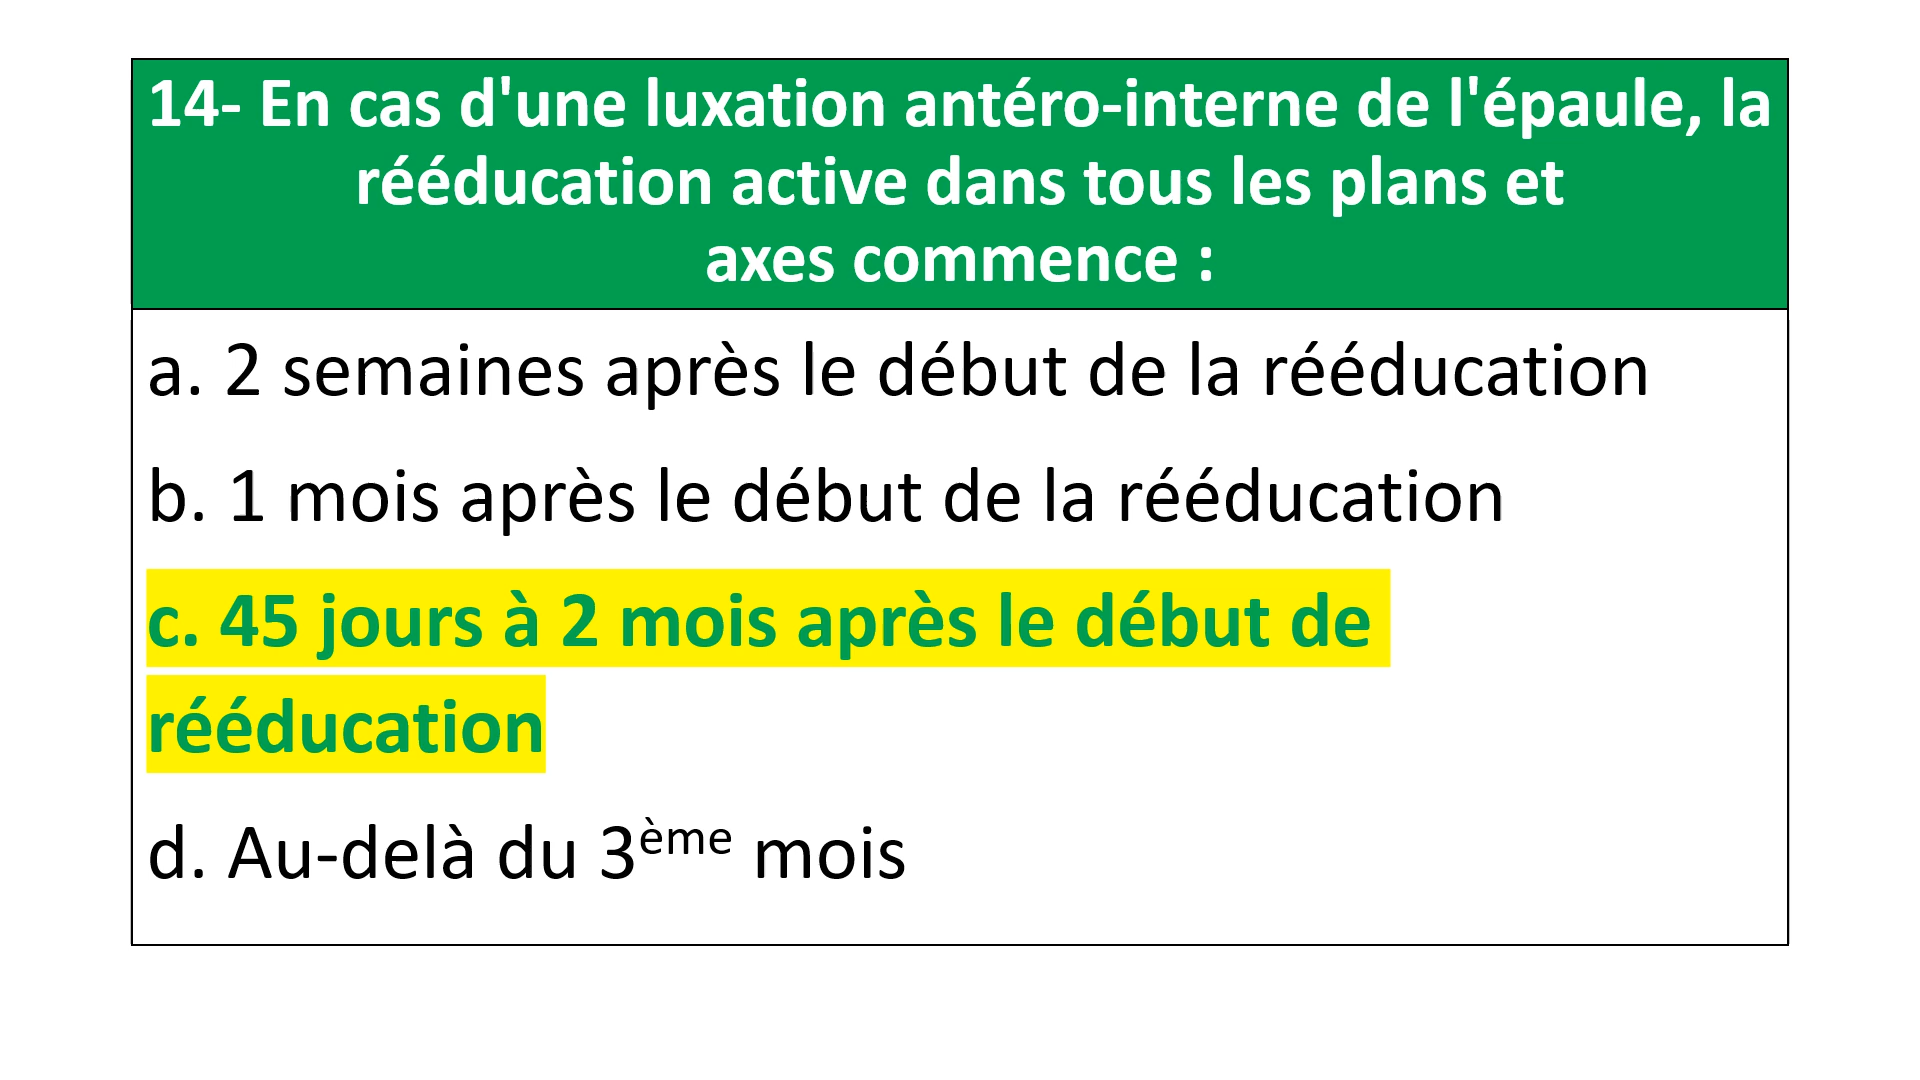 14- En cas d'une luxation antéro-interne de l'épaule, la
rééducation active dans tous les plans et
axes commence :
a. 2 semaines après le début de la rééducation
b. 1 mois après le début de la rééducation
c. 45 jours à 2 mois après le début de
rééducation
d. Au-delà du 3ème mois